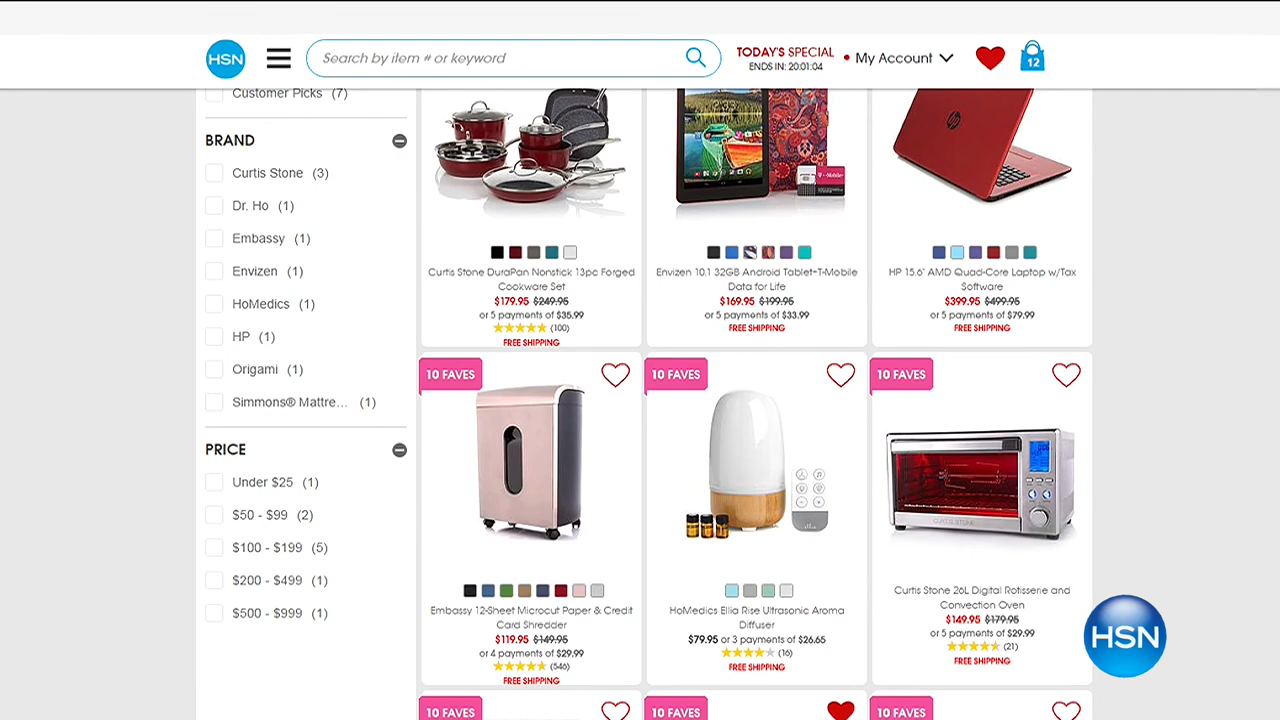 HSN
Search by item # or keyword
TODAY'S SPECIAL
ENDS IN: 20:01:04
My Account
12
Customer Picks (7)
BRAND
Curtis Stone (3)
Dr. Ho (1)
Embassy (1)
Envizen (1)
HoMedics (1)
HP (1)
Origami (1)
Simmons® Mattre... (1)
PRICE
Under $25 (1)
$50 - $99 (2)
$100 - $199 (5)
$200 - $499 (1)
$500 - $999 (1)
Curtis Stone DuraPan Nonstick 13pc Forged
Cookware Set
$179.95 $249.95
or 5 payments of $35.99
(100)
FREE SHIPPING
T-Mobile
Envizen 10.1 32GB Android Tablet+T-Mobile
Data for Life
$169.95 $199.95
or 5 payments of $33.99
FREE SHIPPING
hp
HP 15.6" AMD Quad-Core Laptop w/Tax
Software
$399.95 $499.95
or 5 payments of $79.99
FREE SHIPPING
10 FAVES
Embassy 12-Sheet Microcut Paper & Credit
Card Shredder
$119.95 $149.95
or 4 payments of $29.99
(546)
FREE SHIPPING
10 FAVES
HoMedics Ellia Rise Ultrasonic Aroma
Diffuser
$79.95 or 3 payments of $26.65
(16)
FREE SHIPPING
10 FAVES
CURTIS STONE
Curtis Stone 26L Digital Rotisserie and
Convection Oven
$149.95 $179.95
or 5 payments of $29.99
(21)
FREE SHIPPING
HSN
10 FAVES
10 FAVES
10 FAVES